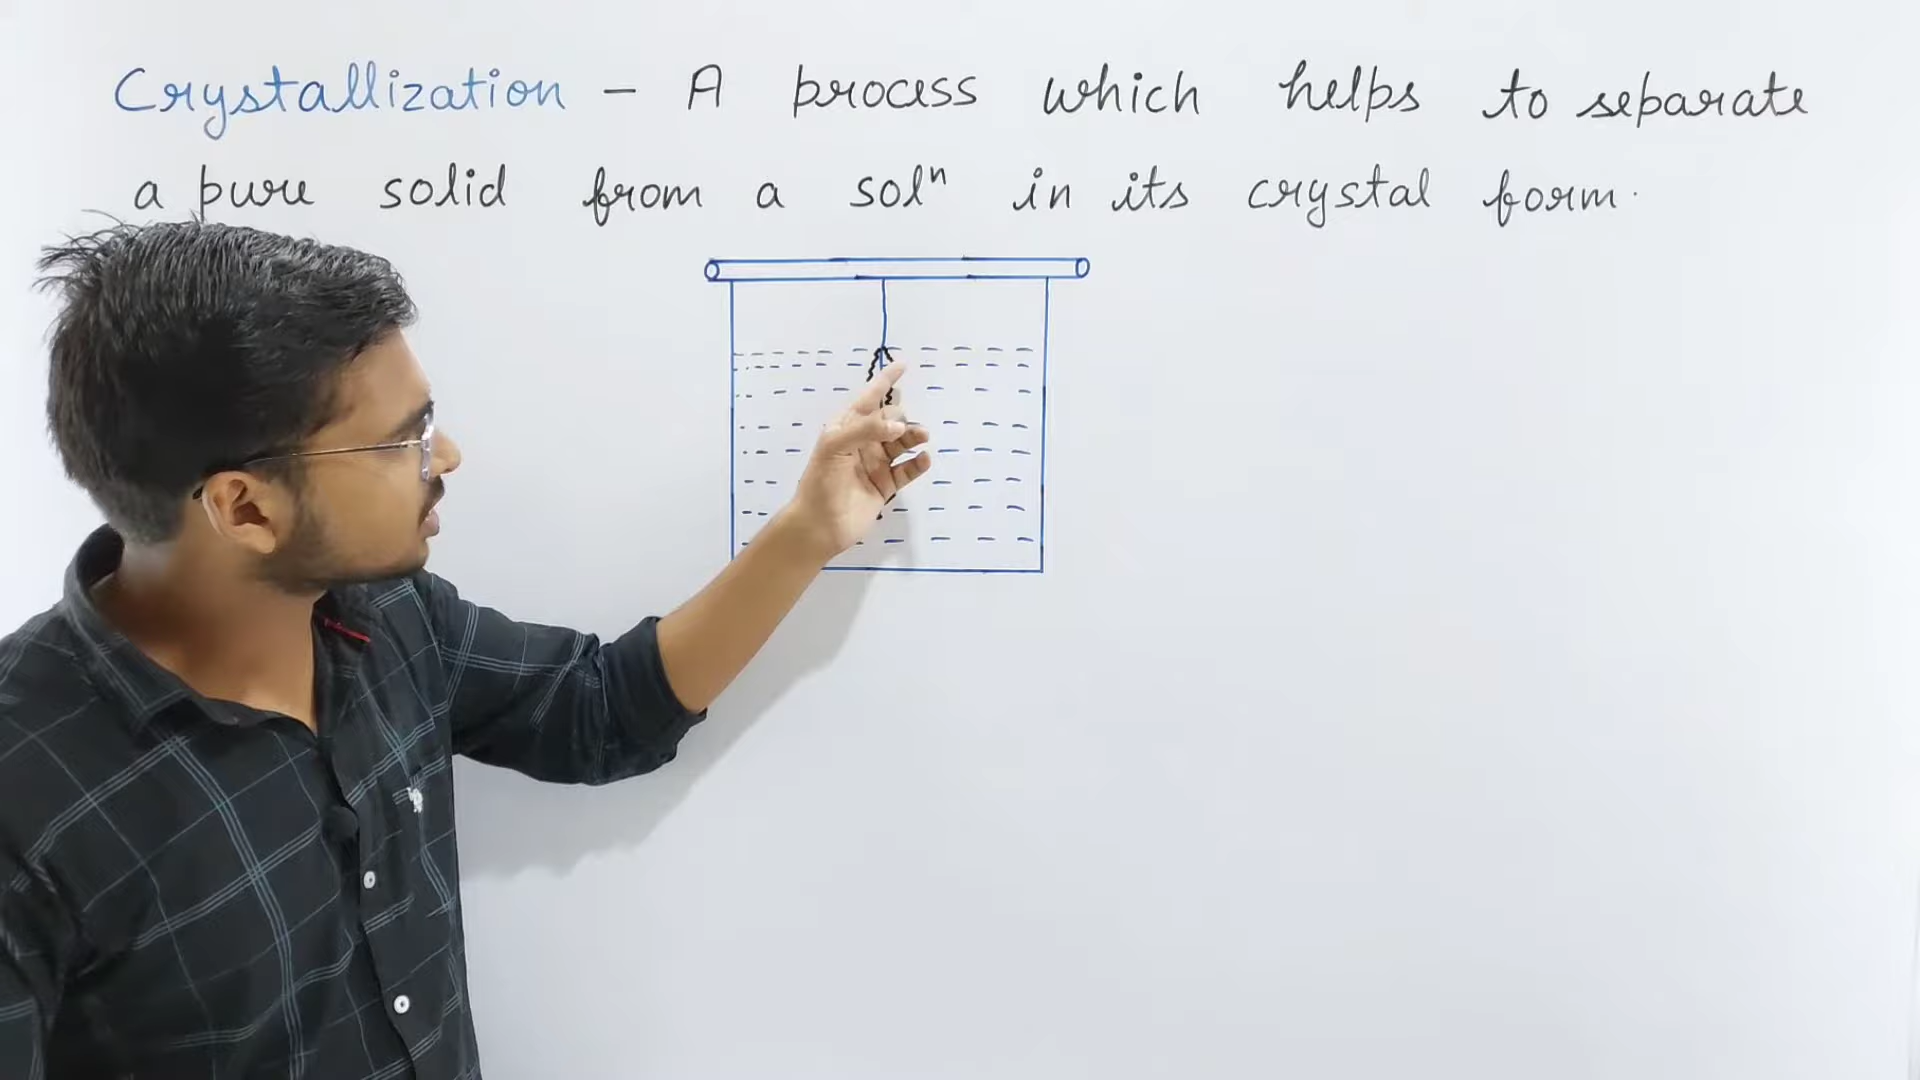 Crystallization - A process which helps to separate
a pure solid from a solⁿ in its crystal form.